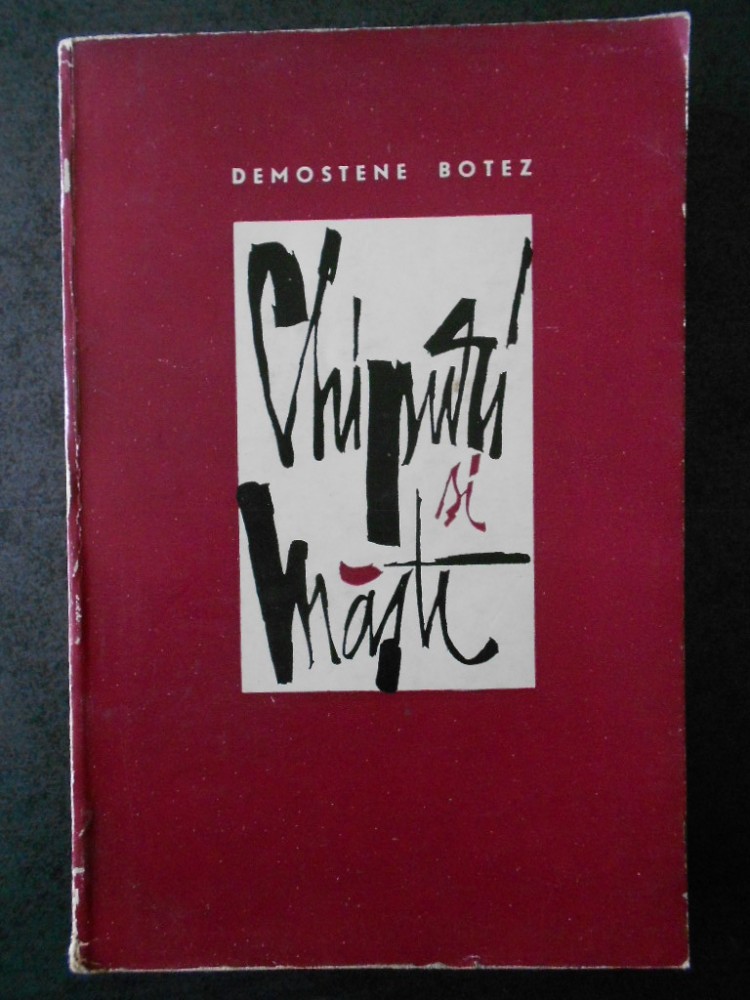 DEMOSTENE BOTEZ
Chipuri
și
măști